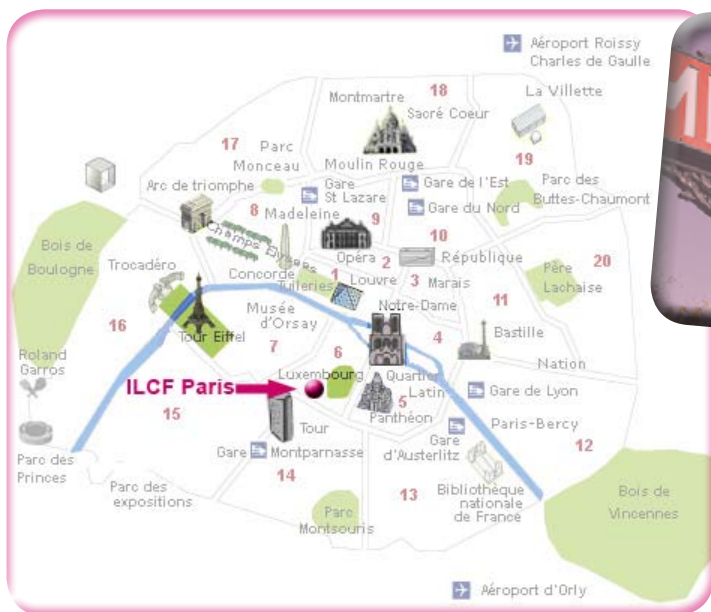 Aéroport Roissy
Charles de Gaulle
La Villette
18
Montmartre
Sacré Coeur
17
Parc
Monceau
Moulin Rouge
19
Arc de triomphe
Gare
St Lazare
Gare de l'Est
Gare du Nord
Parc des
Buttes-Chaumont
8
Madeleine
9
10
Champs Elysées
Opéra
République
Bois de
Boulogne
Trocadéro
Concorde
Tuileries
1
Louvre
2
3
Marais
11
Père
Lachaise
20
16
Tour Eiffel
Musée
d'Orsay
Notre-Dame
4
Bastille
Nation
7
6
Roland
Garros
ILCF Paris
Luxembourg
Quartier
Latin
5
Panthéon
Gare de Lyon
Paris-Bercy
12
15
Tour
Montparnasse
Gare
14
Gare
d'Austerlitz
Parc des
Princes
Parc des
expositions
Parc
Montsouris
13
Bibliothèque
nationale
de France
Bois de
Vincennes
Aéroport d'Orly